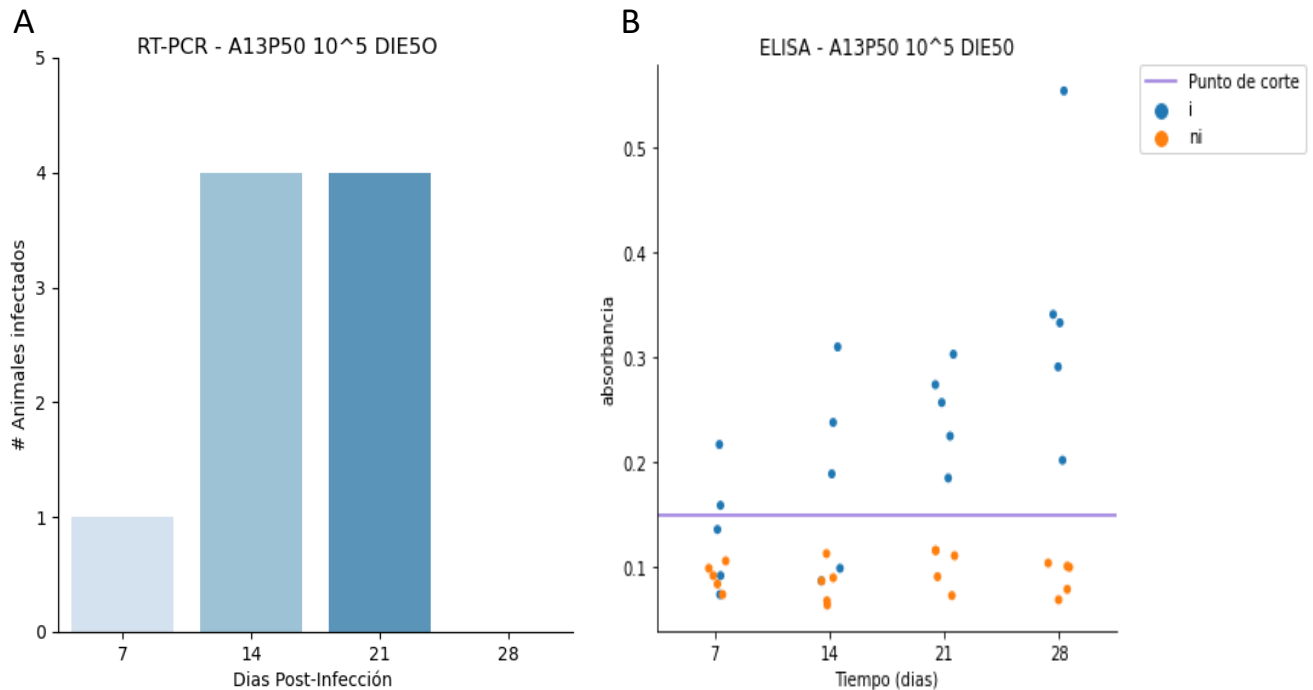 A
RT-PCR - A13P50 10^5 DIE5O
5
4
3
2
1
0
# Animales infectados
7 14 21 28
Dias Post-Infección
B
ELISA - A13P50 10^5 DIE50
0.5
0.4
0.3
0.2
0.1
absorbancia
7 14 21 28
Tiempo (dias)
Punto de corte
i
ni